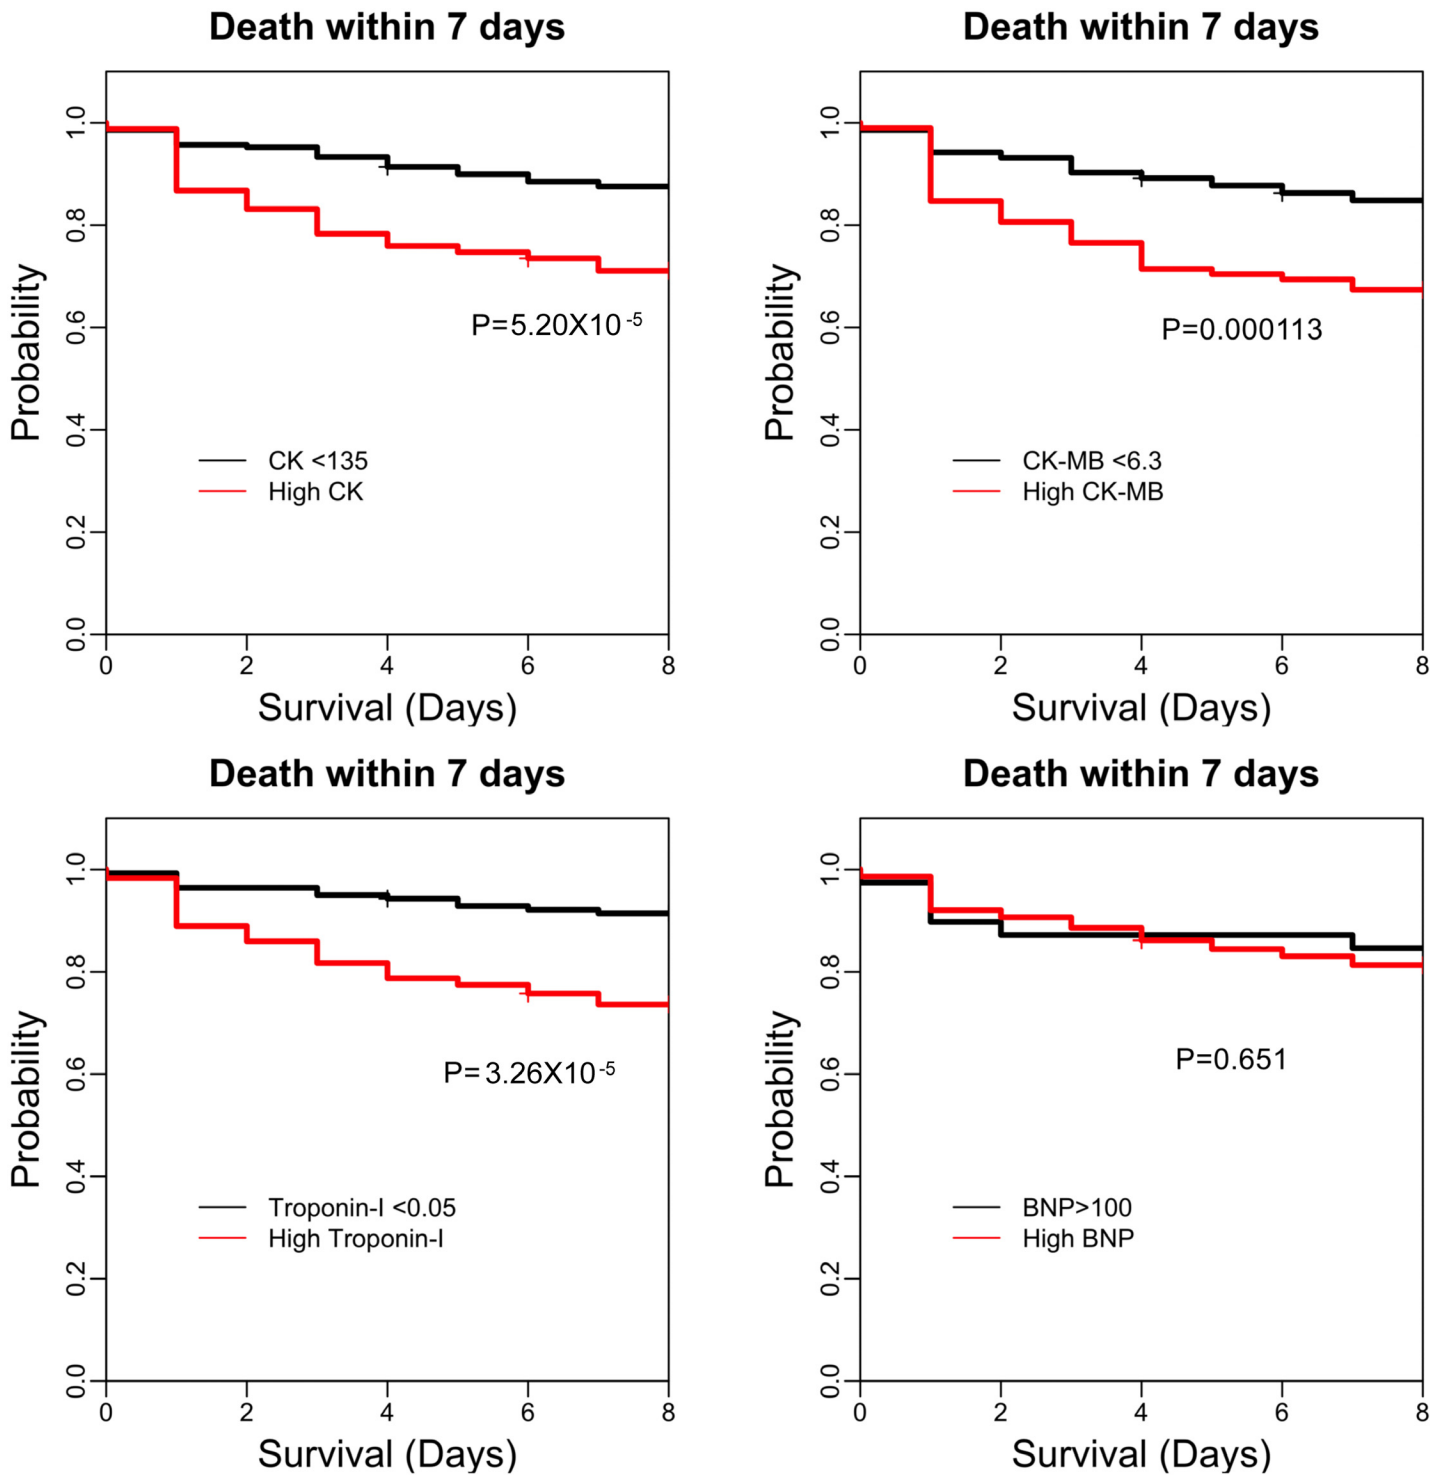 Death within 7 days
Probability
1.0
0.8
0.6
0.4
0.2
0.0
P=5.20X10⁻⁵
CK <135
High CK
0 2 4 6 8
Survival (Days)
Death within 7 days
Probability
1.0
0.8
0.6
0.4
0.2
0.0
P=0.000113
CK-MB <6.3
High CK-MB
0 2 4 6 8
Survival (Days)
Death within 7 days
Probability
1.0
0.8
0.6
0.4
0.2
0.0
P=3.26X10⁻⁵
Troponin-I <0.05
High Troponin-I
0 2 4 6 8
Survival (Days)
Death within 7 days
Probability
1.0
0.8
0.6
0.4
0.2
0.0
P=0.651
BNP>100
High BNP
0 2 4 6 8
Survival (Days)